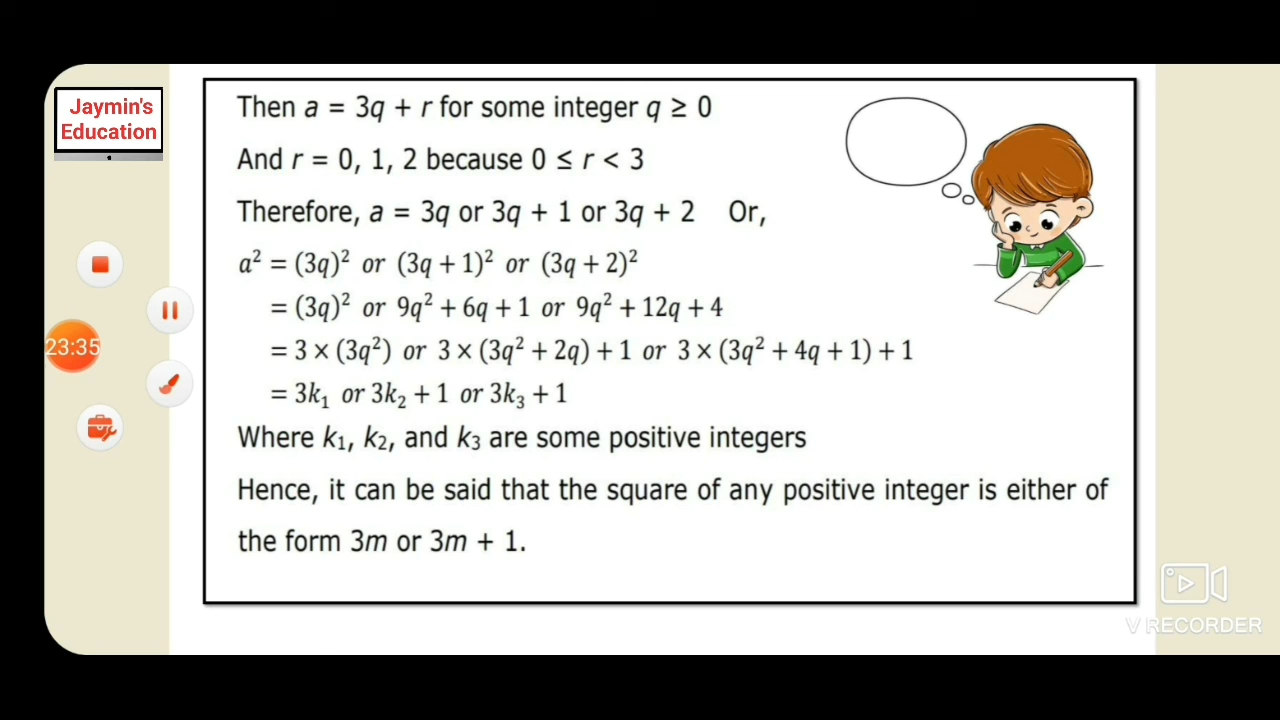 Jaymin's
Education
Then a = 3q + r for some integer q ≥ 0
And r = 0, 1, 2 because 0 ≤ r < 3
Therefore, a = 3q or 3q + 1 or 3q + 2 Or,
a² = (3q)² or (3q + 1)² or (3q + 2)²
= (3q)² or 9q² + 6q + 1 or 9q² + 12q + 4
= 3 × (3q²) or 3 × (3q² + 2q) + 1 or 3 × (3q² + 4q + 1) + 1
= 3k₁ or 3k₂ + 1 or 3k₃ + 1
Where k₁, k₂, and k₃ are some positive integers
Hence, it can be said that the square of any positive integer is either of
the form 3m or 3m + 1.
23:35
V RECORDER